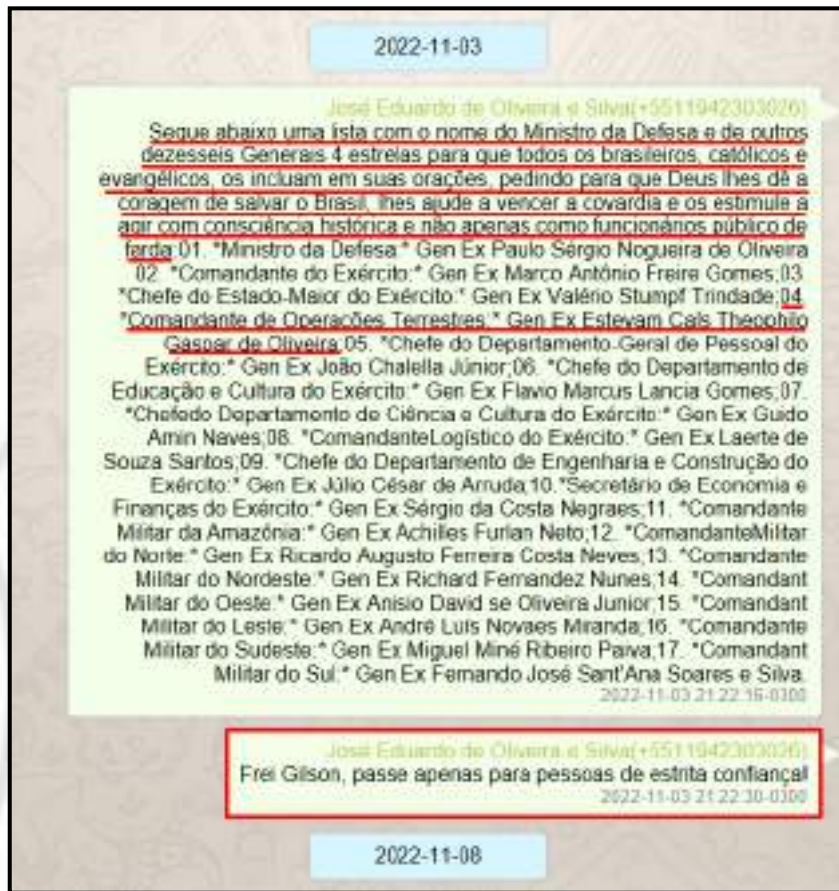 2022-11-03
José Eduardo de Oliveira e Silva(+5511942303026)
Segue abaixo uma lista com o nome do Ministro da Defesa e de outros
dezesseis Generais 4 estrelas para que todos os brasileiros, católicos e
evangélicos, os incluam em suas orações, pedindo para que Deus lhes dê a
coragem de salvar o Brasil, lhes ajude a vencer a covardia e os estimule a
agir com consciência histórica e não apenas como funcionários público de
farda:01. *Ministro da Defesa:* Gen Ex Paulo Sérgio Nogueira de Oliveira
02. *Comandante do Exército:* Gen Ex Marco Antônio Freire Gomes;03.
*Chefe do Estado-Maior do Exército:* Gen Ex Valério Stumpf Trindade;04.
*Comandante de Operações Terrestres:* Gen Ex Estevam Cals Theophilo
Gaspar de Oliveira;05. *Chefe do Departamento-Geral de Pessoal do
Exército:* Gen Ex João Chalella Júnior;06. *Chefe do Departamento de
Educação e Cultura do Exército:* Gen Ex Flavio Marcus Lancia Gomes;07.
*Chefedo Departamento de Ciência e Cultura do Exército:* Gen Ex Guido
Amin Naves;08. *ComandanteLogístico do Exército:* Gen Ex Laerte de
Souza Santos;09. *Chefe do Departamento de Engenharia e Construção do
Exército:* Gen Ex Júlio César de Arruda;10.*Secretário de Economia e
Finanças do Exército:* Gen Ex Sérgio da Costa Negraes;11. *Comandante
Militar da Amazônia:* Gen Ex Achilles Furlan Neto;12. *ComandanteMilitar
do Norte:* Gen Ex Ricardo Augusto Ferreira Costa Neves;13. *Comandante
Militar do Nordeste:* Gen Ex Richard Fernandez Nunes;14. *Comandant
Militar do Oeste:* Gen Ex Anisio David se Oliveira Junior;15. *Comandant
Militar do Leste:* Gen Ex André Luís Novaes Miranda;16. *Comandante
Militar do Sudeste:* Gen Ex Miguel Miné Ribeiro Paiva;17. *Comandant
Militar do Sul:* Gen Ex Fernando José Sant'Ana Soares e Silva.
2022-11-03 21:22:16-0300
José Eduardo de Oliveira e Silva(+5511942303026)
Frei Gilson, passe apenas para pessoas de estrita confiança!
2022-11-03 21:22:30-0300
2022-11-08